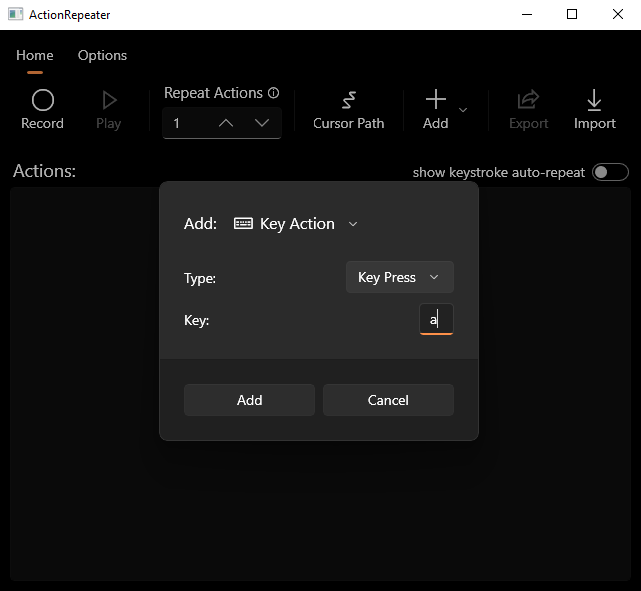 ActionRepeater
Home Options
Repeat Actions
Record Play 1 Cursor Path Add Export Import
Actions: show keystroke auto-repeat
Add: Key Action
Type: Key Press
Key: a
Add Cancel